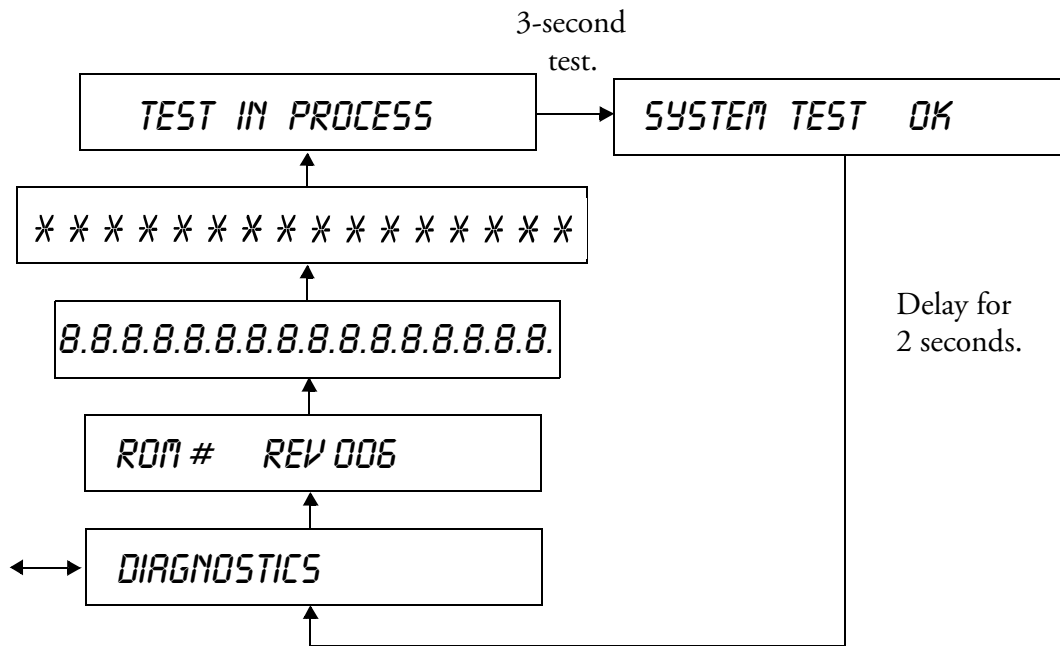 3-second
test.
TEST IN PROCESS
SYSTEM TEST OK
* * * * * * * * * * * * * * * *
8.8.8.8.8.8.8.8.8.8.8.8.8.8.8.8.
Delay for
2 seconds.
ROM # REV 006
DIAGNOSTICS